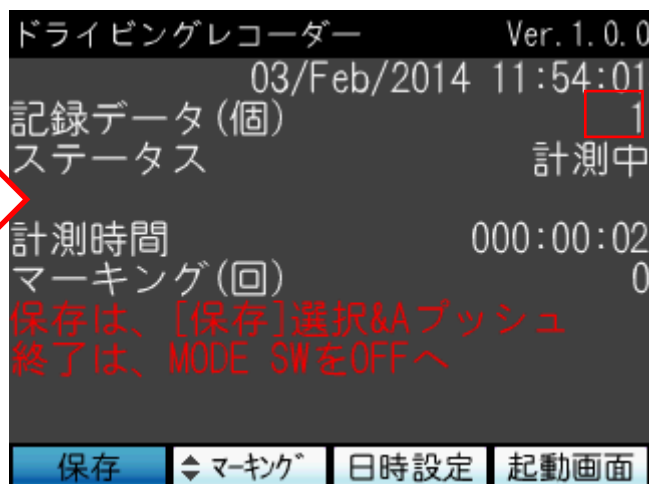 ドライビングレコーダー Ver.1.0.0
03/Feb/2014 11:54:01
記録データ(個) 1
ステータス 計測中
計測時間 000:00:02
マーキング(回) 0
保存は、[保存]選択&Aプッシュ
終了は、MODE SWをOFFへ
保存 マーキング 日時設定 起動画面